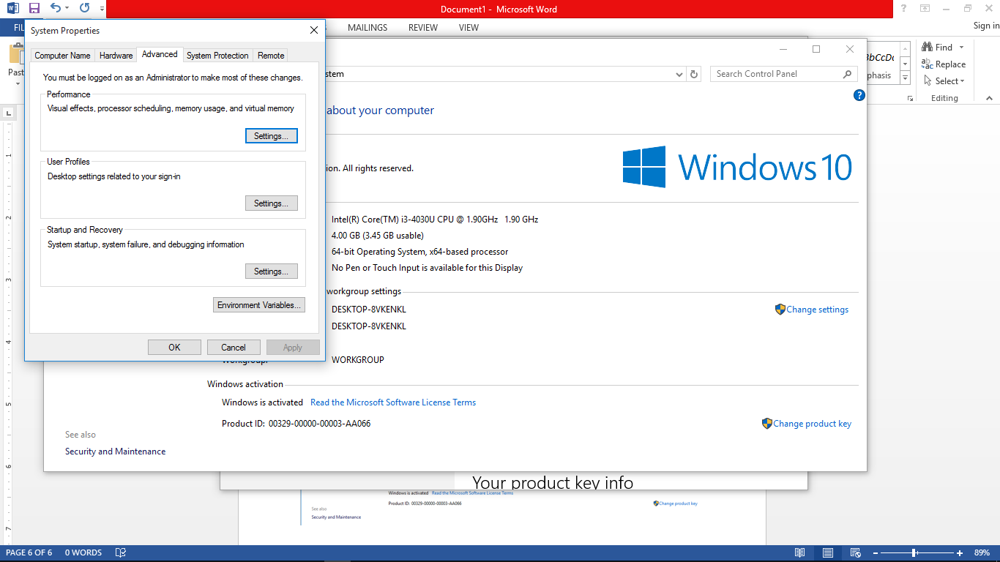 Document1 - Microsoft Word
?
FIL
MAILINGS
REVIEW
VIEW
Sign in
Find
Replace
Select
Editing
System Properties
Computer Name
Hardware
Advanced
System Protection
Remote
You must be logged on as an Administrator to make most of these changes.
Performance
Visual effects, processor scheduling, memory usage, and virtual memory
Settings...
User Profiles
Desktop settings related to your sign-in
Settings...
Startup and Recovery
System startup, system failure, and debugging information
Settings...
Environment Variables...
OK
Cancel
Apply
stem
Search Control Panel
?
about your computer
ion. All rights reserved.
Windows 10
Intel(R) Core(TM) i3-4030U CPU @ 1.90GHz 1.90 GHz
4.00 GB (3.45 GB usable)
64-bit Operating System, x64-based processor
No Pen or Touch Input is available for this Display
workgroup settings
DESKTOP-8VKENKL
Change settings
DESKTOP-8VKENKL
Workgroup: WORKGROUP
Windows activation
Windows is activated Read the Microsoft Software License Terms
Product ID: 00329-00000-00003-AA066
Change product key
See also
Security and Maintenance
Your product key info
Windows is activated Read the Microsoft Software License Terms
Product ID: 00329-00000-00003-AA066
Change product key
See also
Security and Maintenance
1
2
3
4
5
6
7
PAGE 6 OF 6
0 WORDS
89%